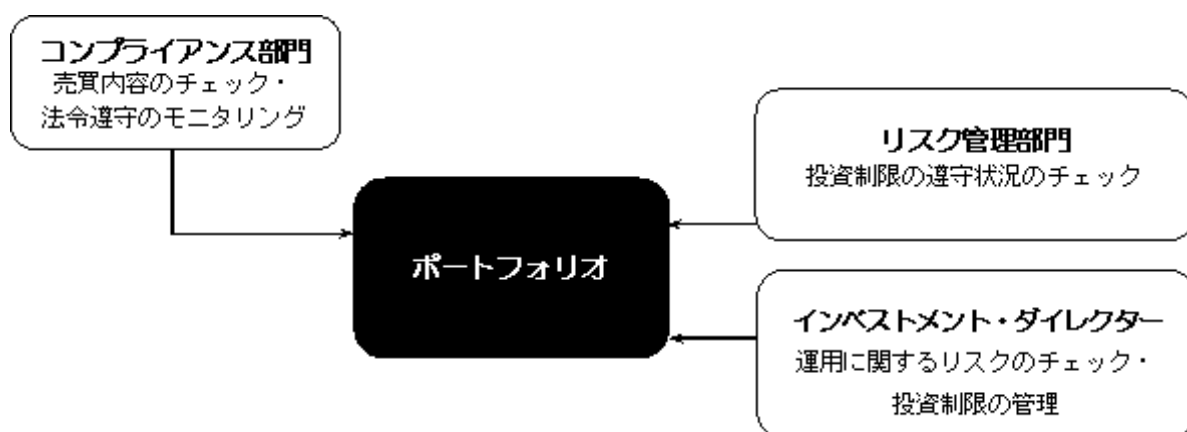 コンプライアンス部門
売買内容のチェック・
法令遵守のモニタリング
リスク管理部門
投資制限の遵守状況のチェック
ポートフォリオ
インベストメント・ダイレクター
運用に関するリスクのチェック・
投資制限の管理